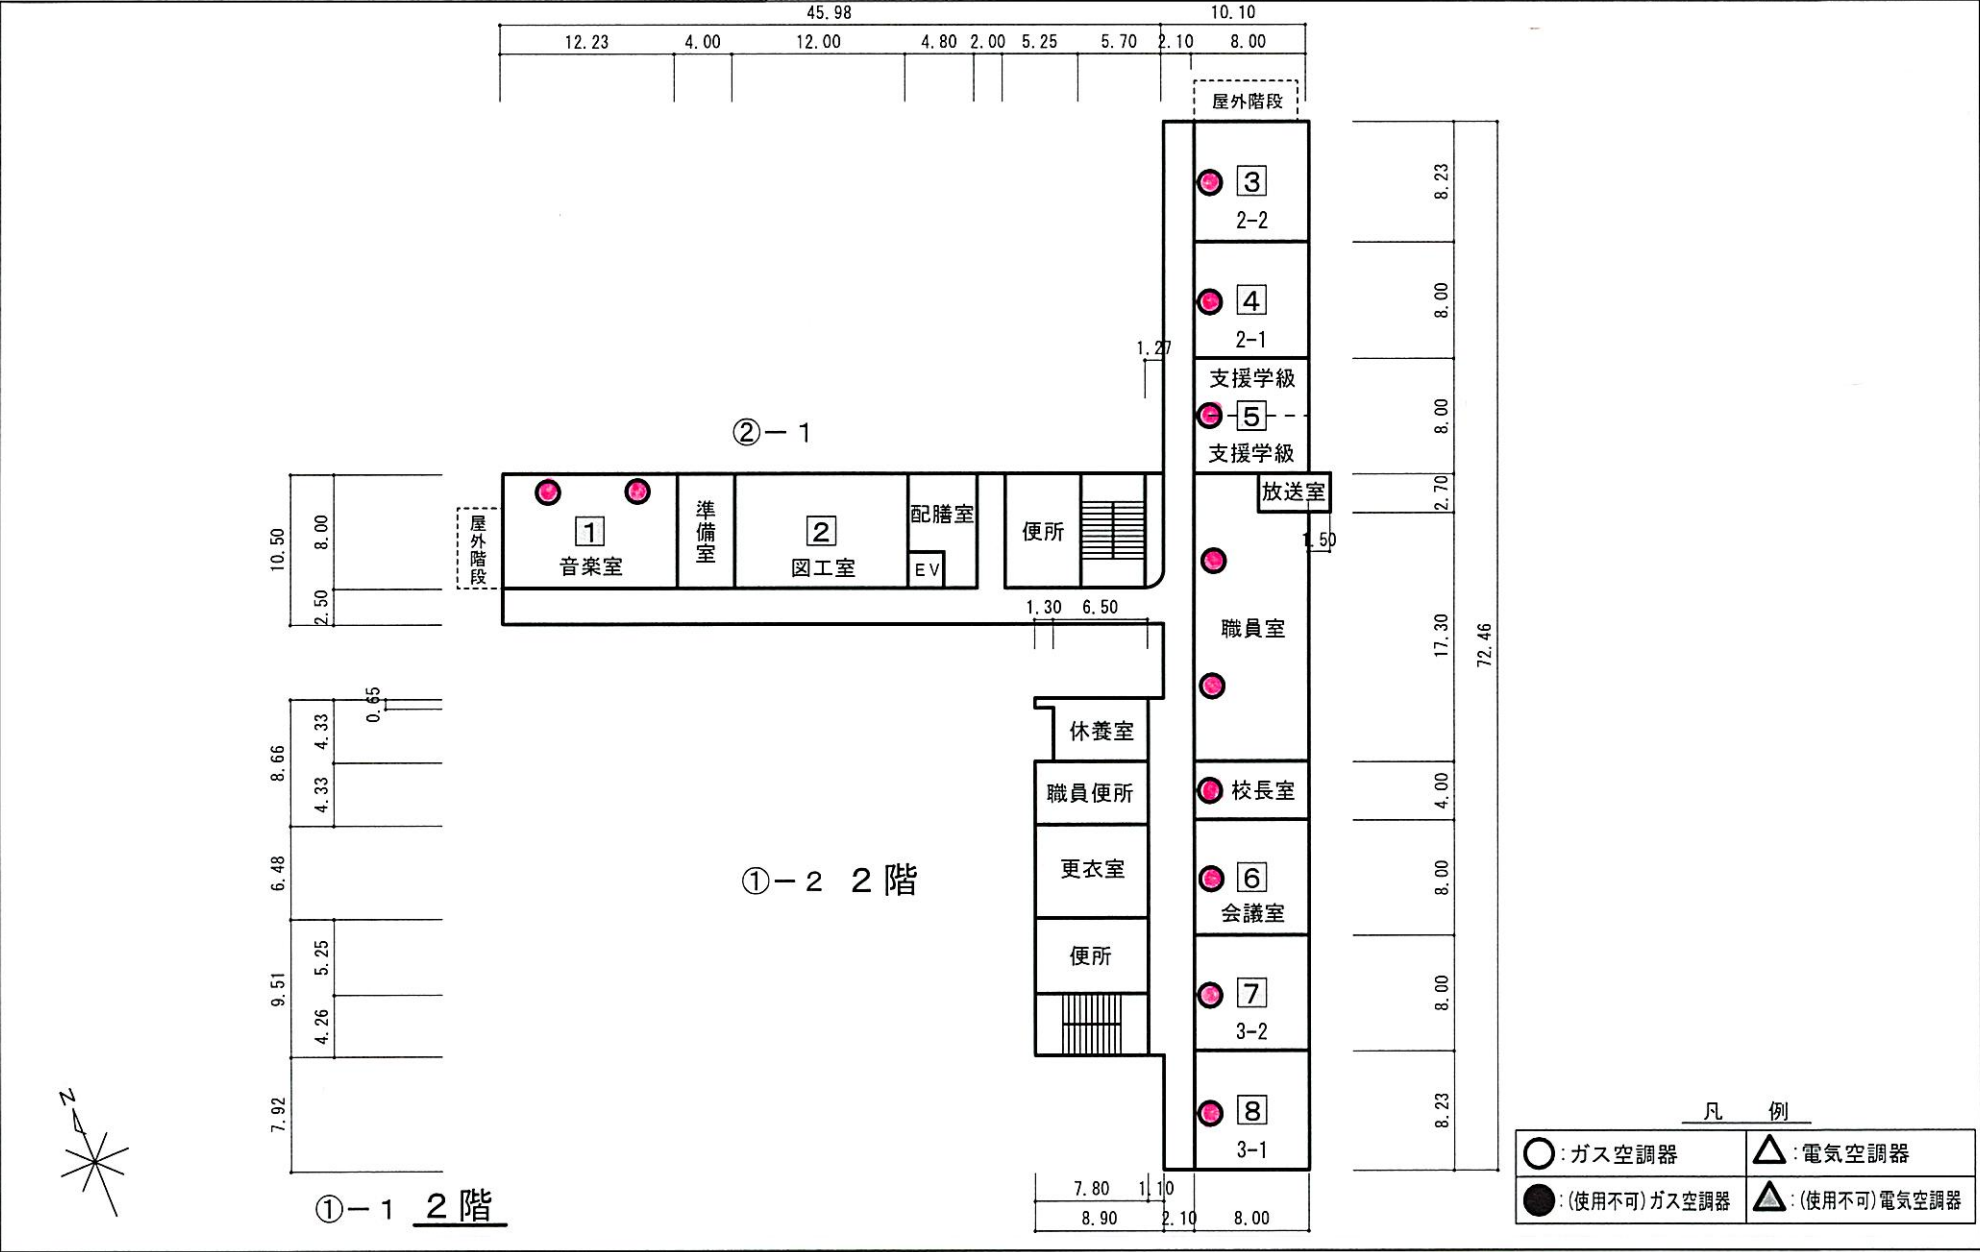 45.98
10.10
12.23
4.00
12.00
4.80
2.00
5.25
5.70
2.10
8.00
屋外階段
3
2-2
8.23
4
2-1
8.00
1.27
支援学級
5
支援学級
8.00
②-1
放送室
2.70
1.50
屋外階段
1
音楽室
準備室
2
図工室
配膳室
EV
便所
10.50
8.00
2.50
1.30
6.50
職員室
17.30
72.46
0.65
4.33
4.33
8.66
休養室
職員便所
校長室
4.00
6.48
更衣室
①-2 2階
6
会議室
8.00
5.25
9.51
4.26
便所
7
3-2
8.00
7.92
8
3-1
8.23
N
①-1 2階
7.80
1.10
8.90
2.10
8.00
凡 例
:ガス空調器
:電気空調器
:(使用不可)ガス空調器
:(使用不可)電気空調器